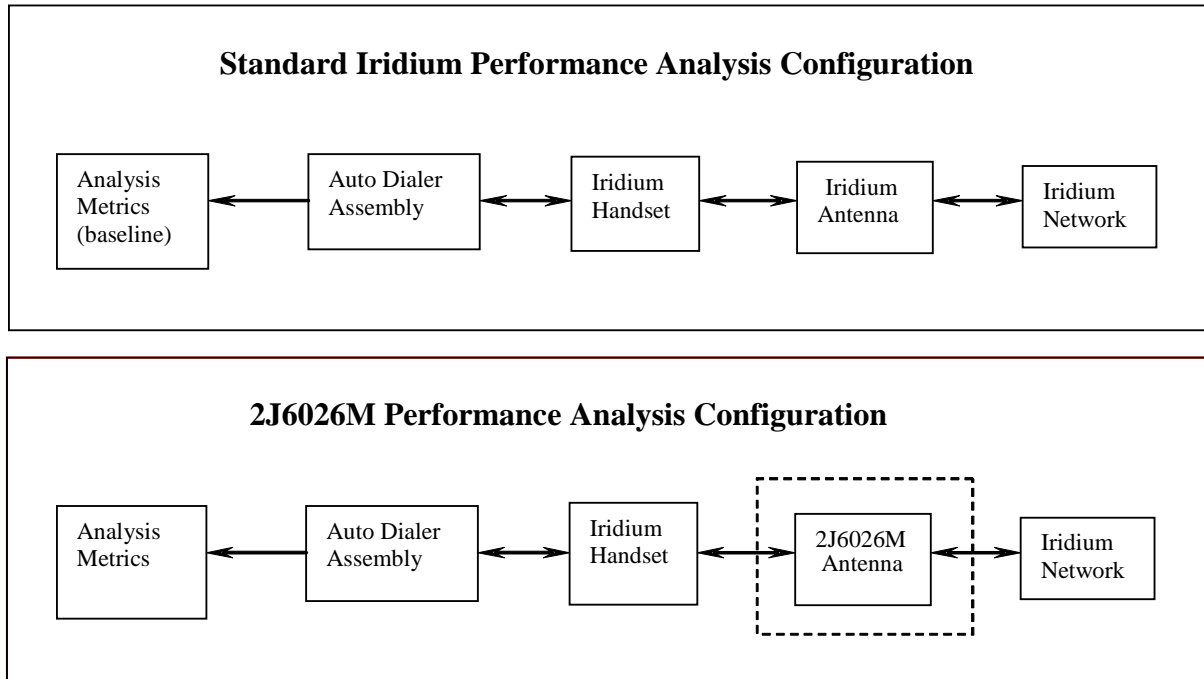 Standard Iridium Performance Analysis Configuration
Analysis
Metrics
(baseline)
Auto Dialer
Assembly
Iridium
Handset
Iridium
Antenna
Iridium
Network
2J6026M Performance Analysis Configuration
Analysis
Metrics
Auto Dialer
Assembly
Iridium
Handset
2J6026M
Antenna
Iridium
Network